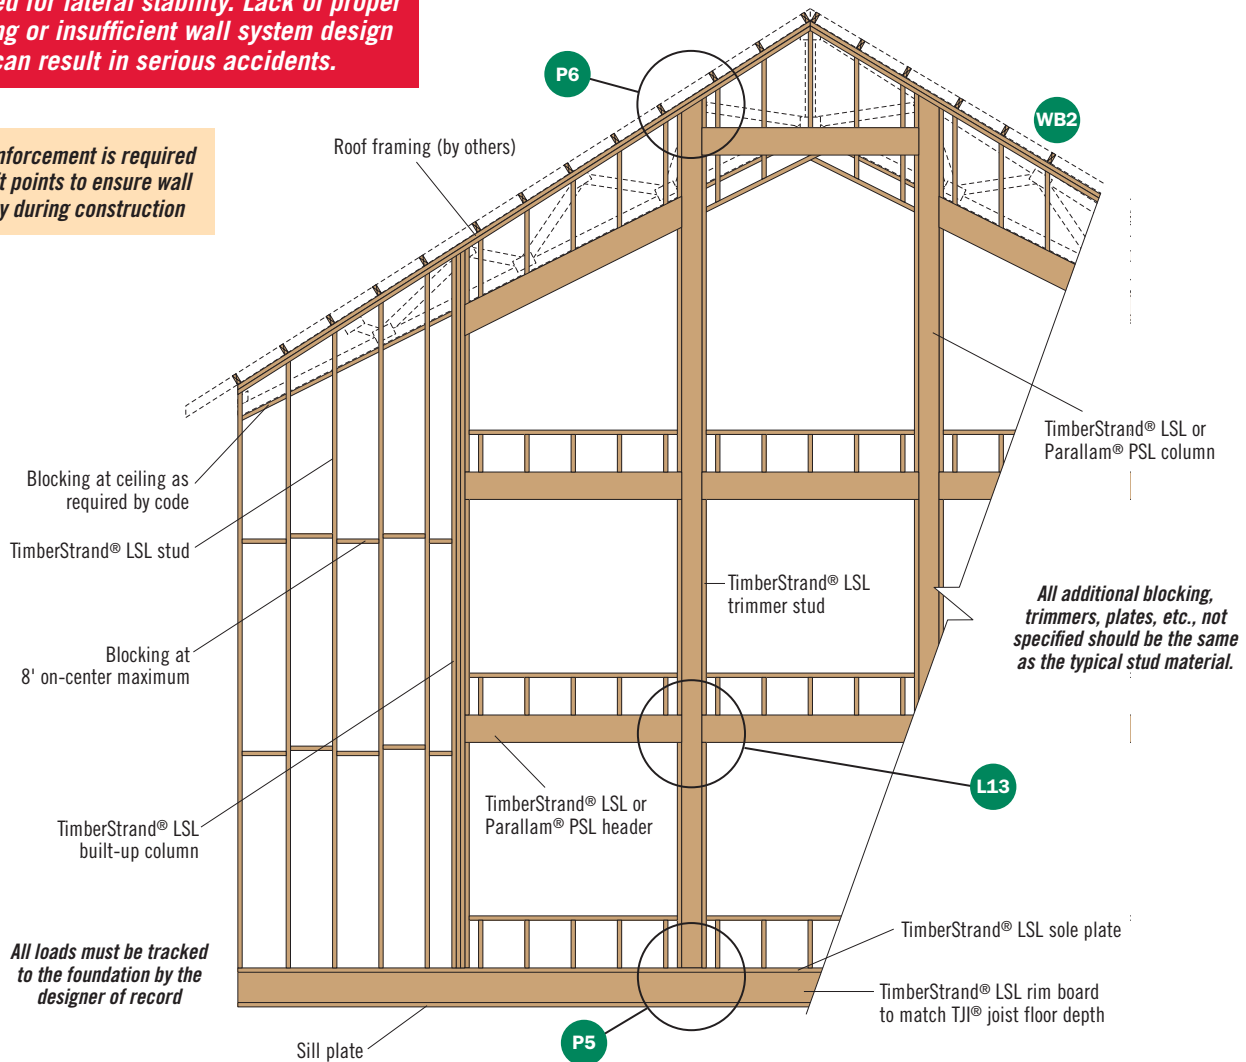 ed for lateral stability. Lack of proper
ng or insufficient wall system design
can result in serious accidents.
P6
WB2
nforcement is required
ft points to ensure wall
y during construction
Roof framing (by others)
TimberStrand® LSL or
Parallam® PSL column
Blocking at ceiling as
required by code
TimberStrand® LSL stud
TimberStrand® LSL
trimmer stud
All additional blocking,
trimmers, plates, etc., not
specified should be the same
as the typical stud material.
Blocking at
8' on-center maximum
L13
TimberStrand® LSL or
Parallam® PSL header
TimberStrand® LSL
built-up column
TimberStrand® LSL sole plate
All loads must be tracked
to the foundation by the
designer of record
TimberStrand® LSL rim board
to match TJI® joist floor depth
P5
Sill plate